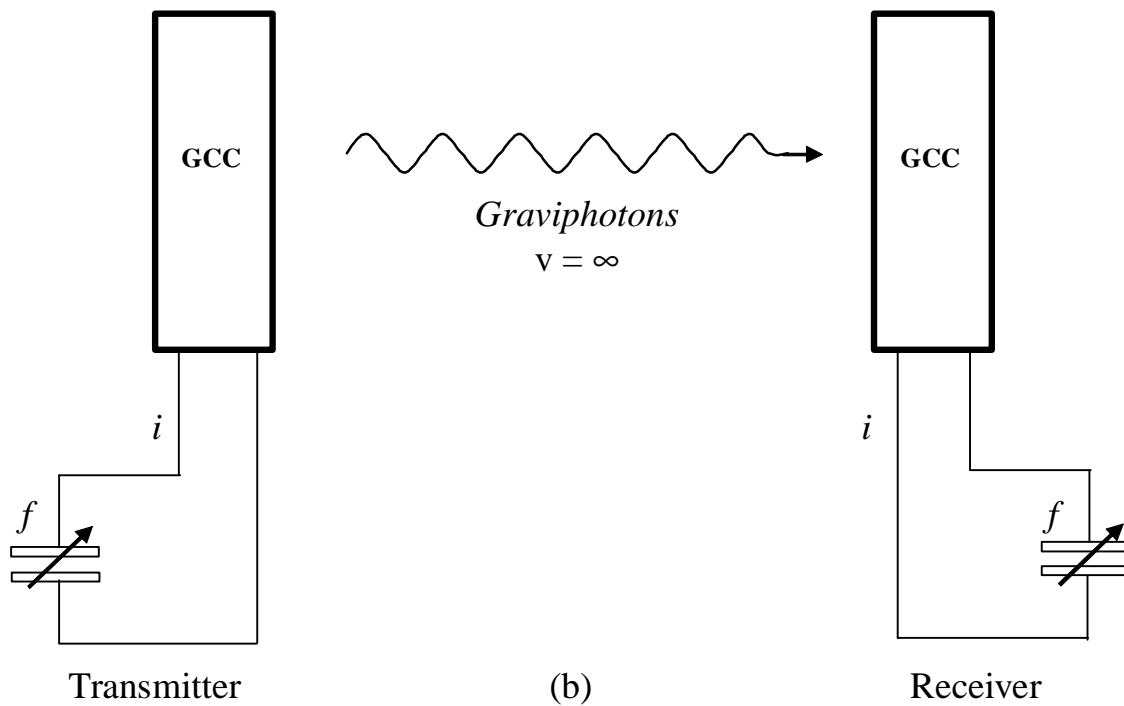 GCC
GCC
Graviphotons
v = ∞
i
i
f
f
Transmitter
(b)
Receiver